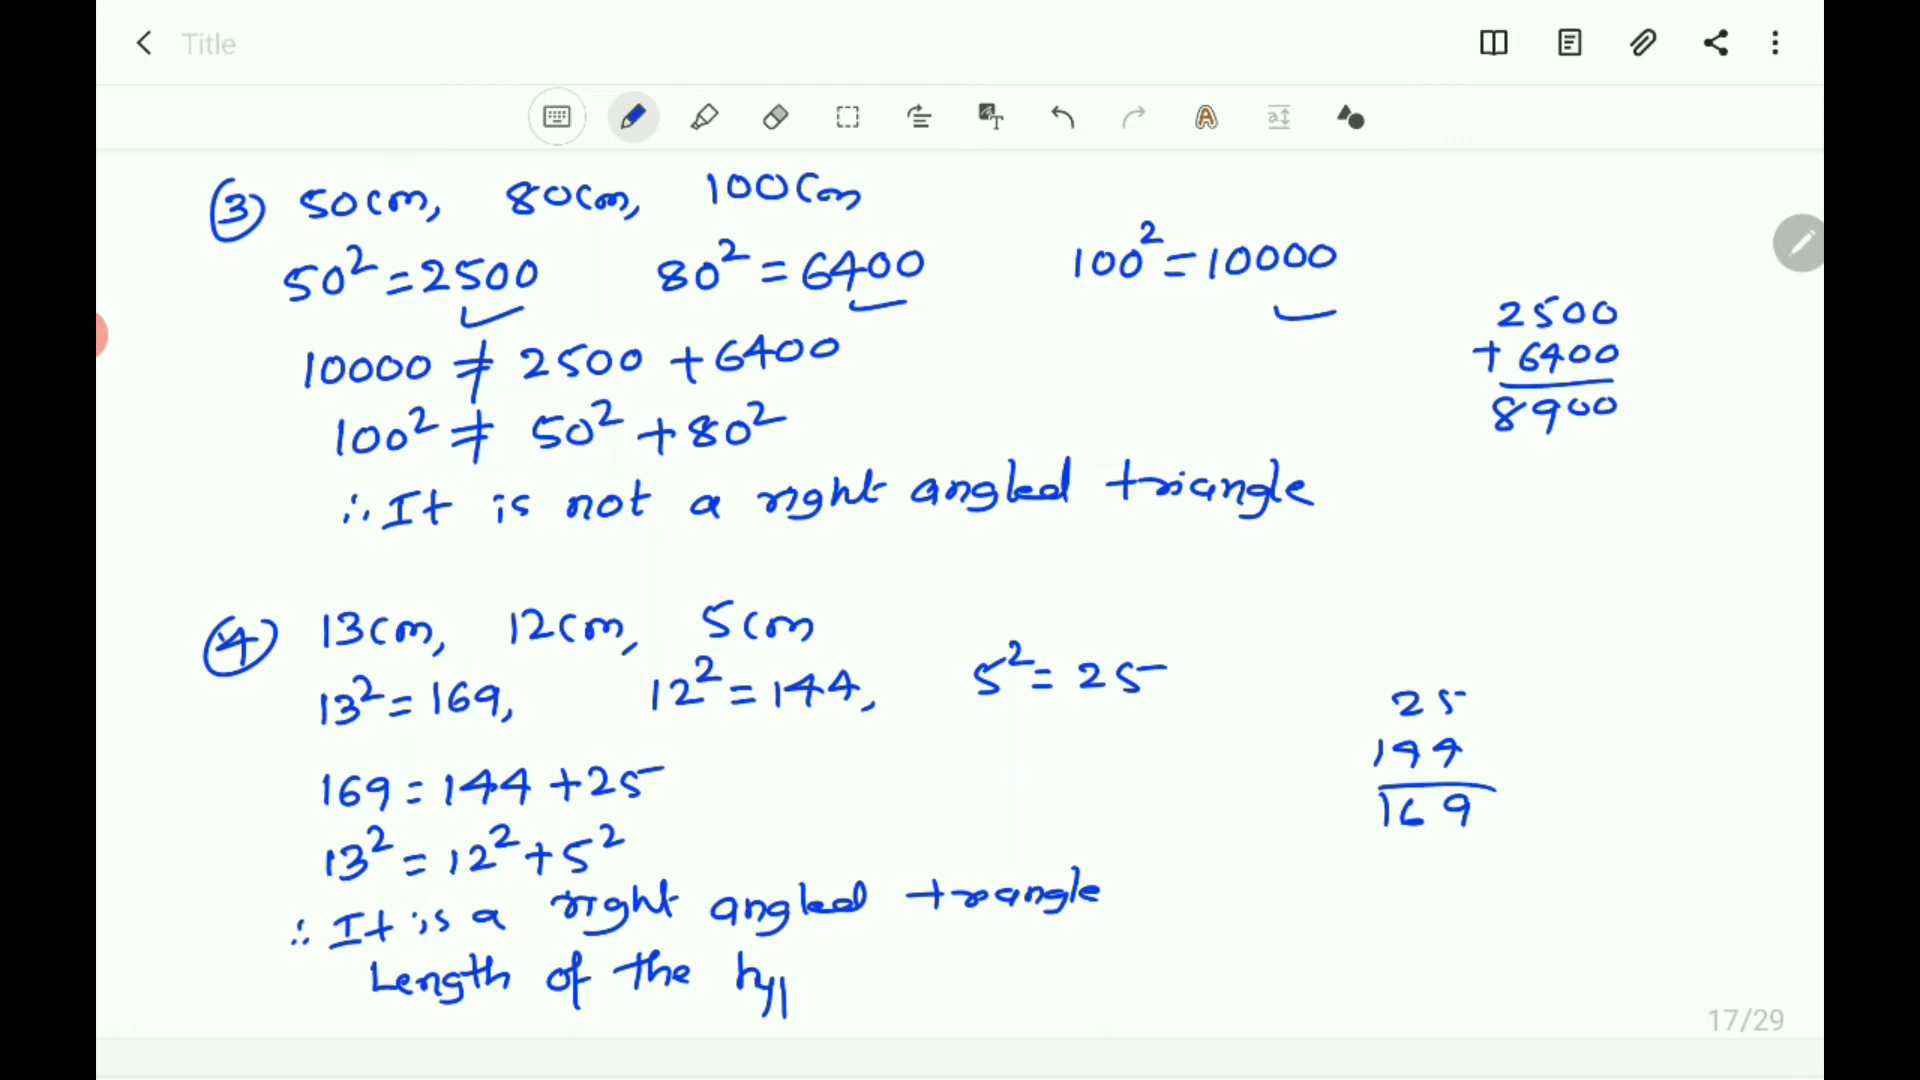 Title
③ 50cm, 80cm, 100cm
50² = 2500 80² = 6400 100² = 10000
10000 ≠ 2500 + 6400
100² ≠ 50² + 80²
∴ It is not a right angled triangle
2500
+ 6400
8900
④ 13cm, 12cm, 5cm
13² = 169, 12² = 144, 5² = 25
169 = 144 + 25
13² = 12² + 5²
∴ It is a right angled triangle
Length of the hyp
25
144
169
17/29